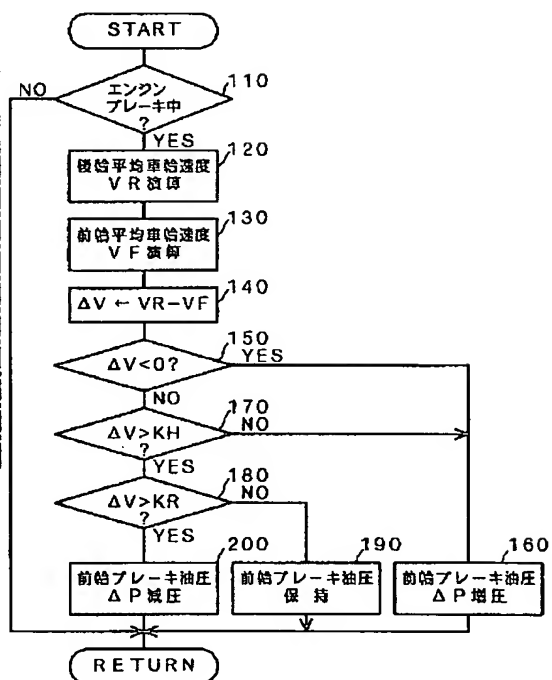 START
110
NO
エンジン
ブレーキ中
?
YES
120
後輪平均車輪速度
VR演算
130
前輪平均車輪速度
VF演算
140
ΔV ← VR−VF
150
ΔV<0?
YES
NO
170
ΔV>KH
?
NO
YES
180
ΔV>KR
?
NO
YES
200
前輪ブレーキ油圧
ΔP減圧
190
前輪ブレーキ油圧
保持
160
前輪ブレーキ油圧
ΔP増圧
RETURN